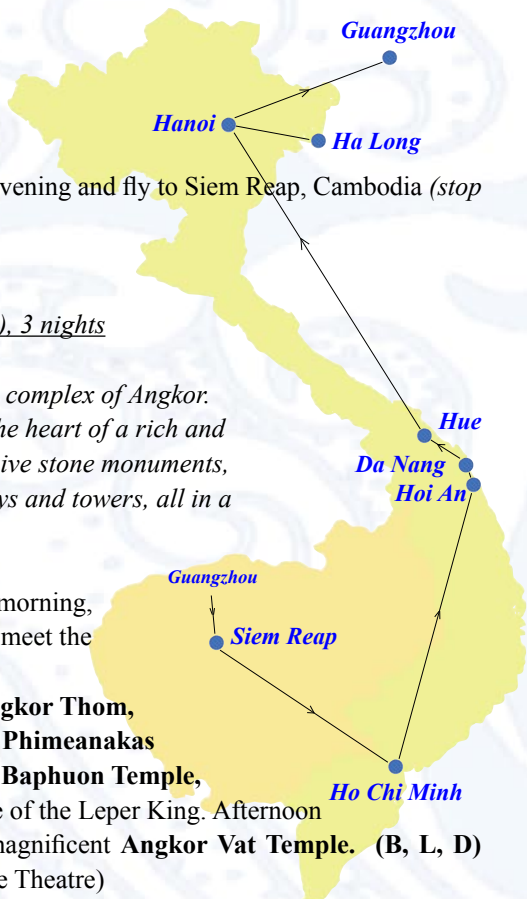 Guangzhou
Hanoi
Ha Long
vening and fly to Siem Reap, Cambodia (stop
), 3 nights
complex of Angkor.
he heart of a rich and
Hue
ive stone monuments,
Da Nang
ys and towers, all in a
Hoi An
Guangzhou
morning,
meet the
Siem Reap
gkor Thom,
Phimeanakas
Baphuon Temple,
Ho Chi Minh
e of the Leper King. Afternoon
nagnificent Angkor Vat Temple. (B, L, D)
e Theatre)